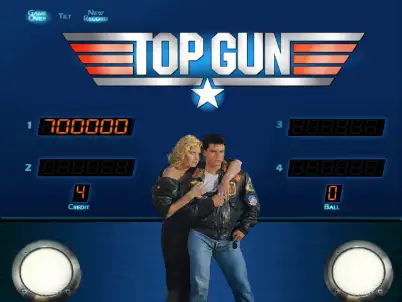 Game Over
Tilt
New Record
TOP GUN
1 700000
3
2
4
4
0
Credit
Ball